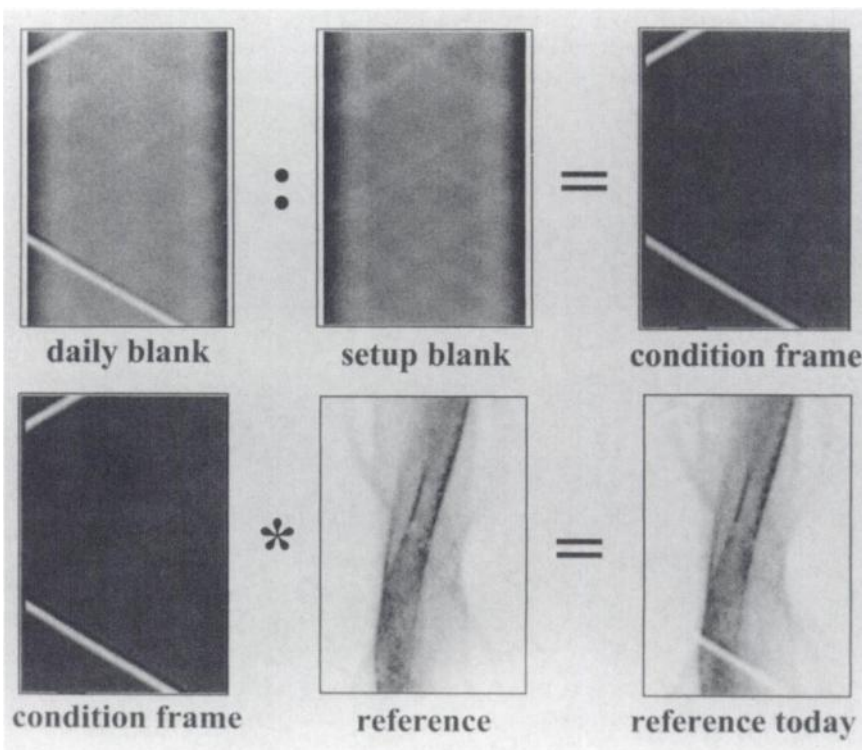 : =
daily blank setup blank condition frame
* =
condition frame reference reference today